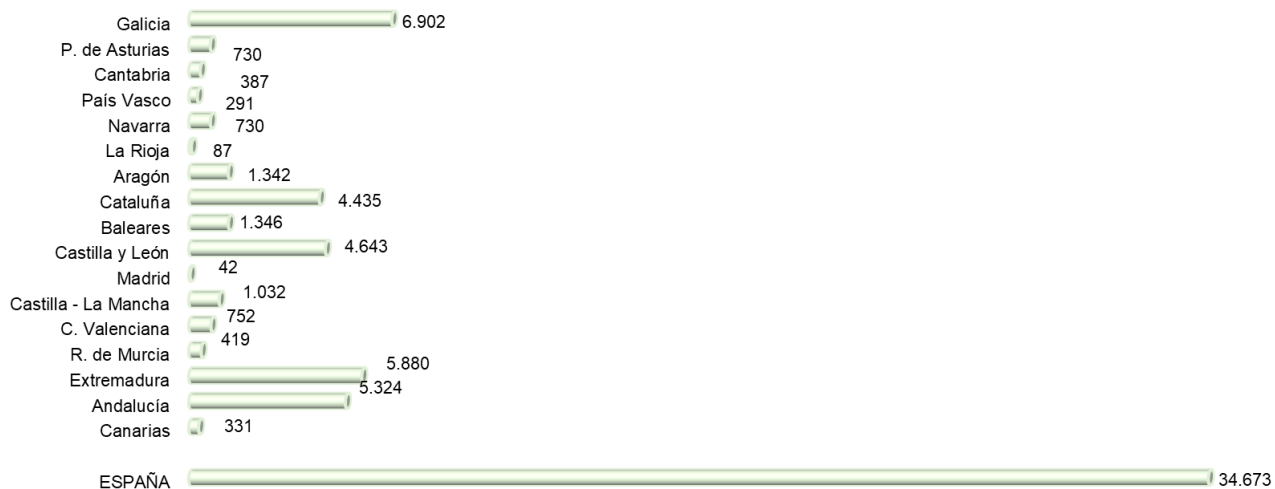 Galicia 6.902
P. de Asturias 730
Cantabria 387
País Vasco 291
Navarra 730
La Rioja 87
Aragón 1.342
Cataluña 4.435
Baleares 1.346
Castilla y León 4.643
Madrid 42
Castilla - La Mancha 1.032
C. Valenciana 752
R. de Murcia 419
Extremadura 5.880
Andalucía 5.324
Canarias 331
ESPAÑA 34.673